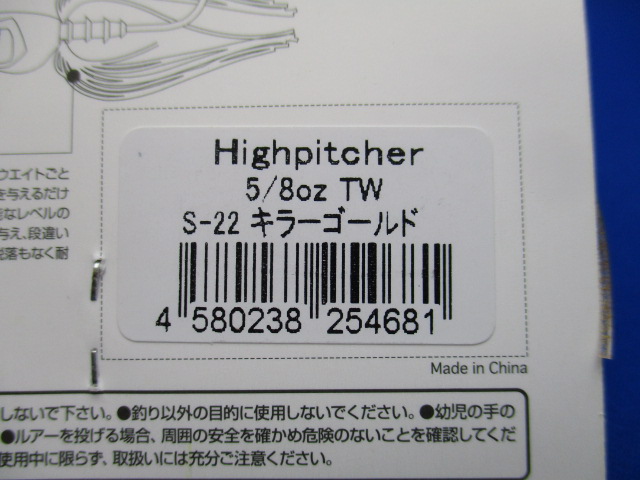 ウエイトごと
を与えるだけ
なレベルの
与え、段違い
落もなく耐
Highpitcher
5/8oz TW
S-22 キラーゴールド
4 580238 254681
Made in China
しないで下さい。●釣り以外の目的に使用しないでください。●幼児の手の
●ルアーを投げる場合、周囲の安全を確かめ危険のないことを確認してくだ
使用中に限らず、取扱いには充分ご注意ください。